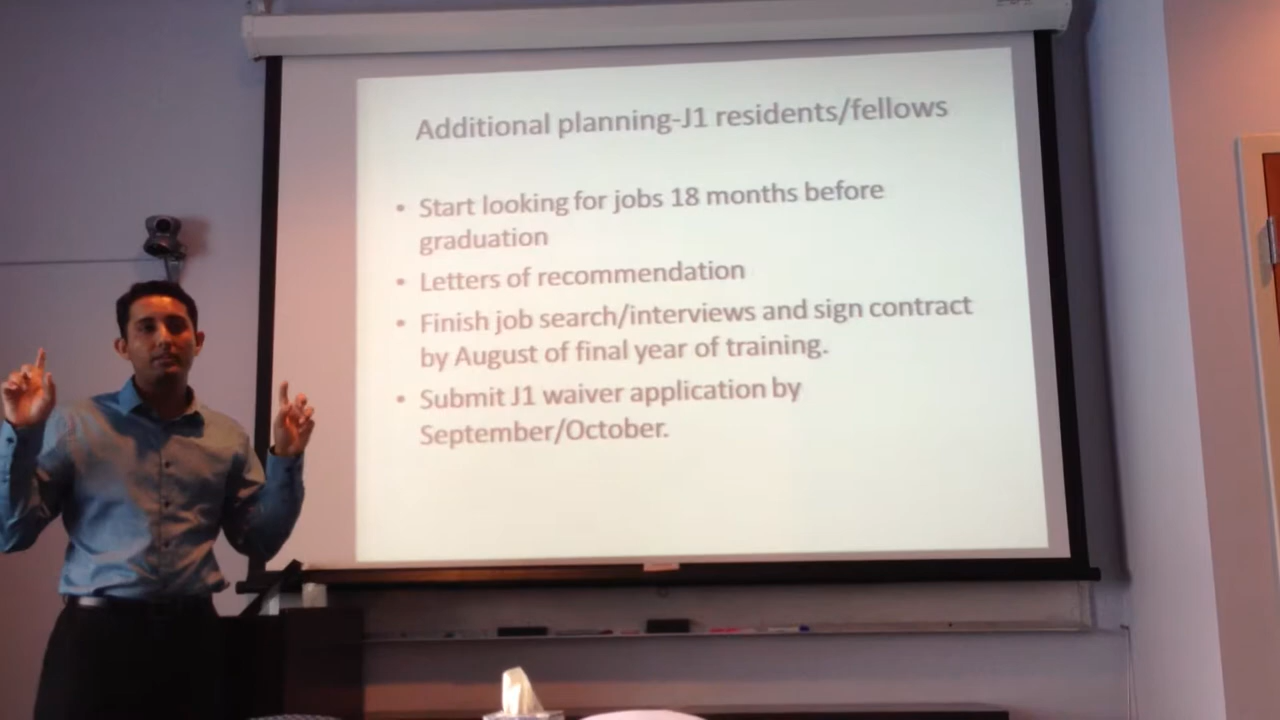 Additional planning-J1 residents/fellows
• Start looking for jobs 18 months before
graduation
• Letters of recommendation
• Finish job search/interviews and sign contract
by August of final year of training.
• Submit J1 waiver application by
September/October.